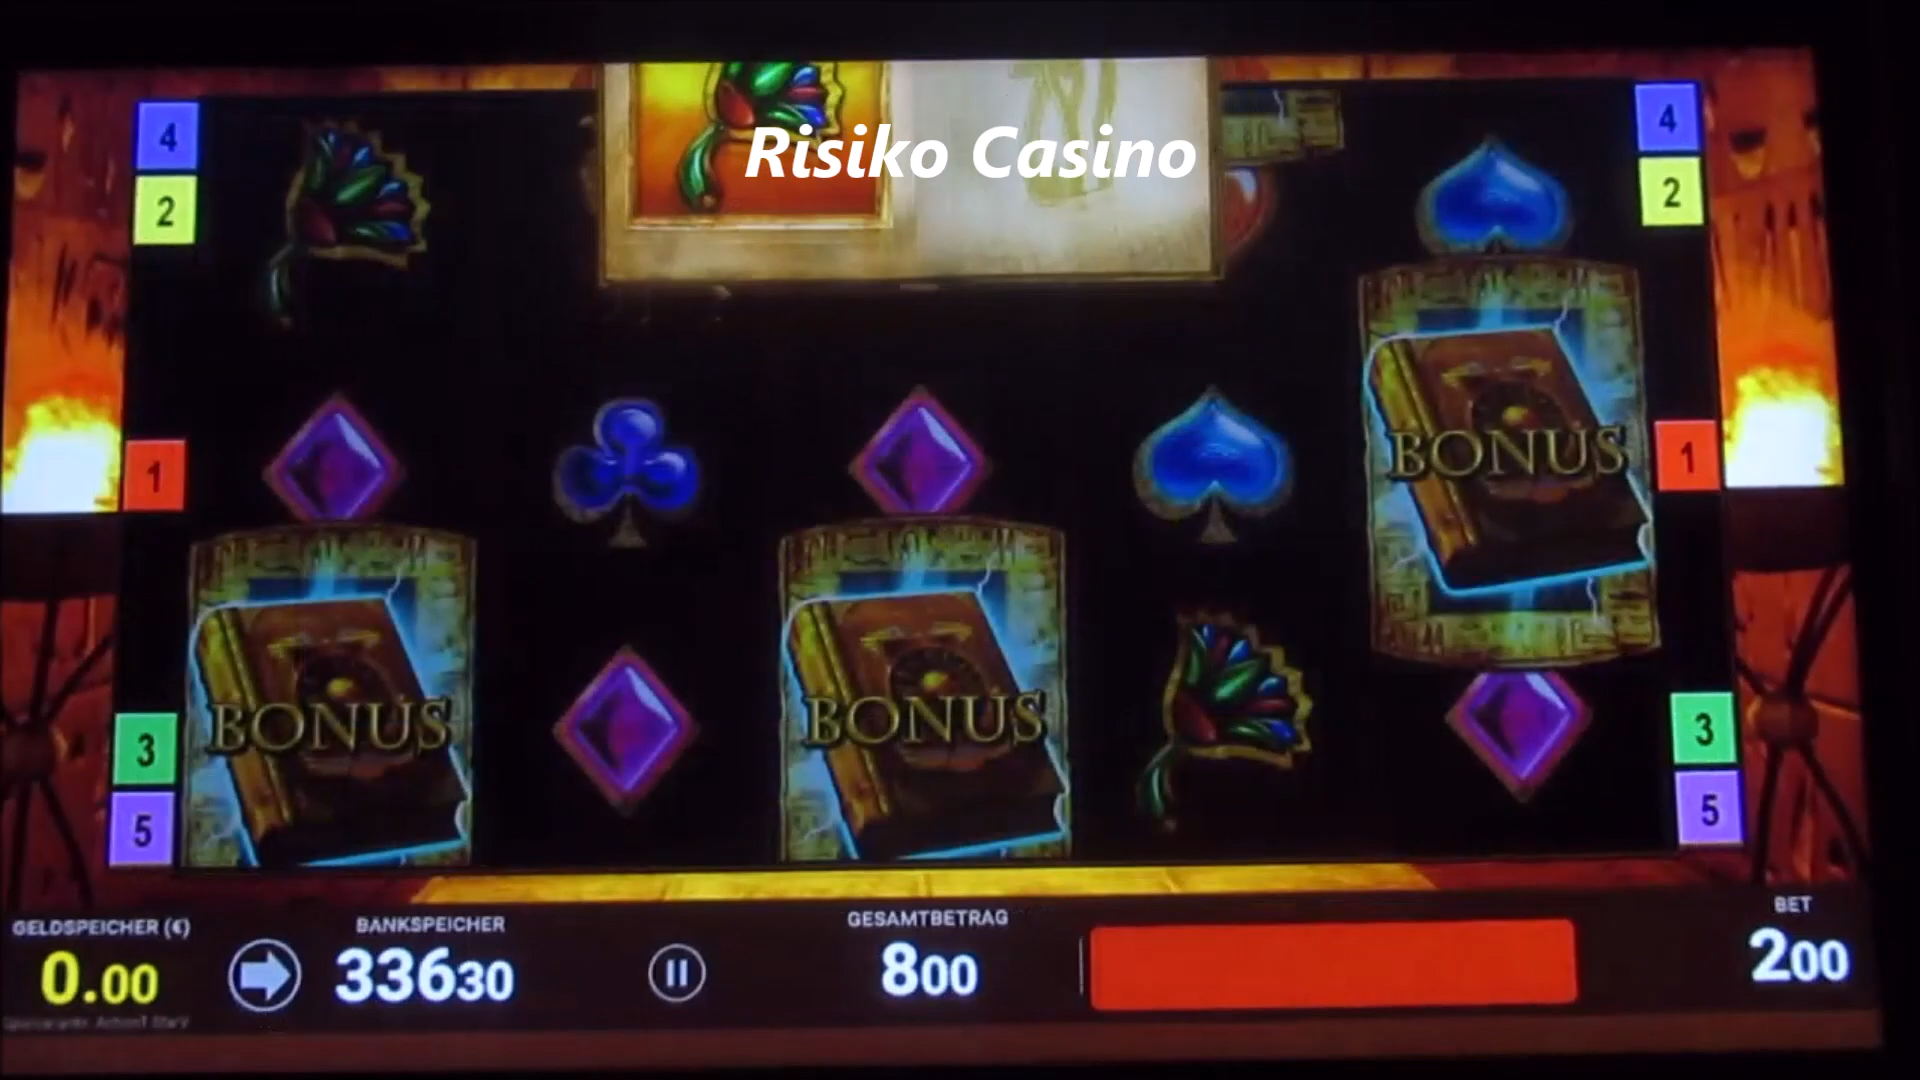 Risiko Casino
4
4
2
2
BONUS
1
1
BONUS
BONUS
3
3
5
5
GELDSPEICHER (€)
BANKSPEICHER
GESAMTBETRAG
BET
0.00
33630
800
200